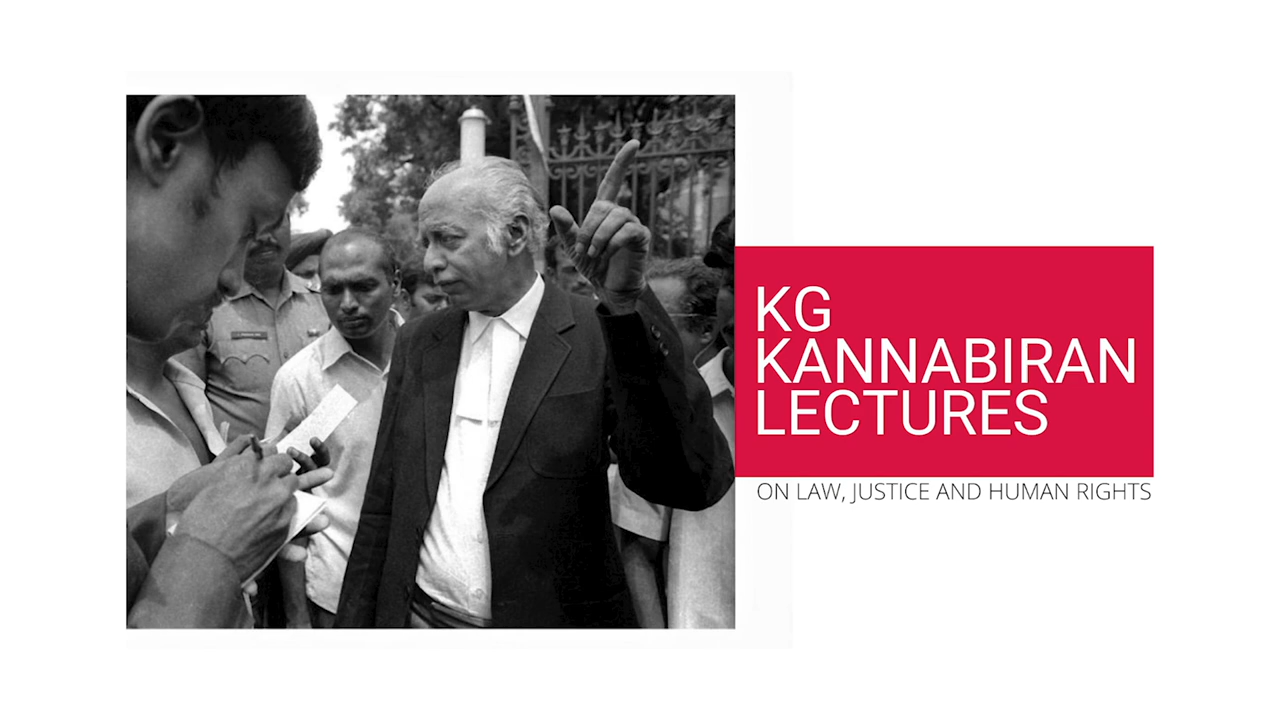 KG
KANNABIRAN
LECTURES
ON LAW, JUSTICE AND HUMAN RIGHTS